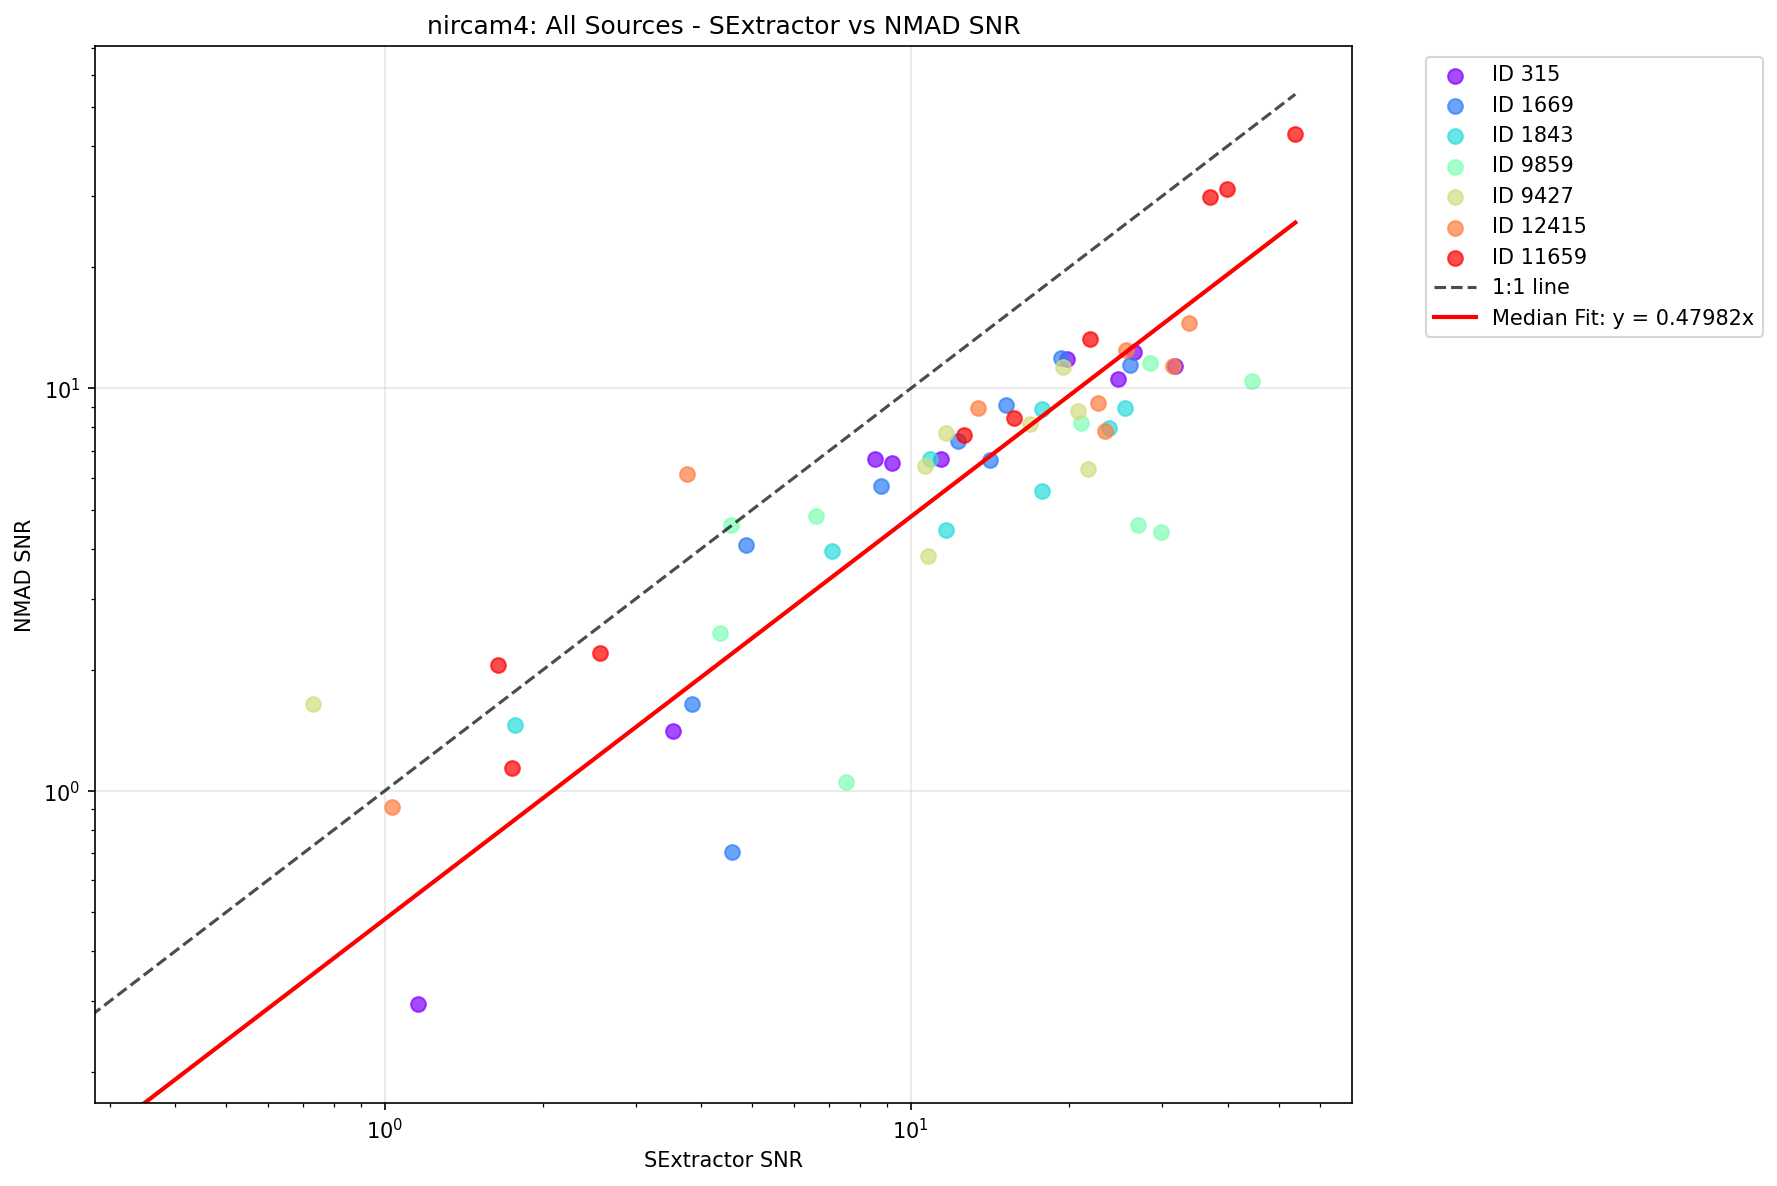 nircam4: All Sources - SExtractor vs NMAD SNR
ID 315
ID 1669
ID 1843
ID 9859
ID 9427
ID 12415
ID 11659
1:1 line
Median Fit: y = 0.47982x
NMAD SNR
10¹
10⁰
10⁰ 10¹
SExtractor SNR